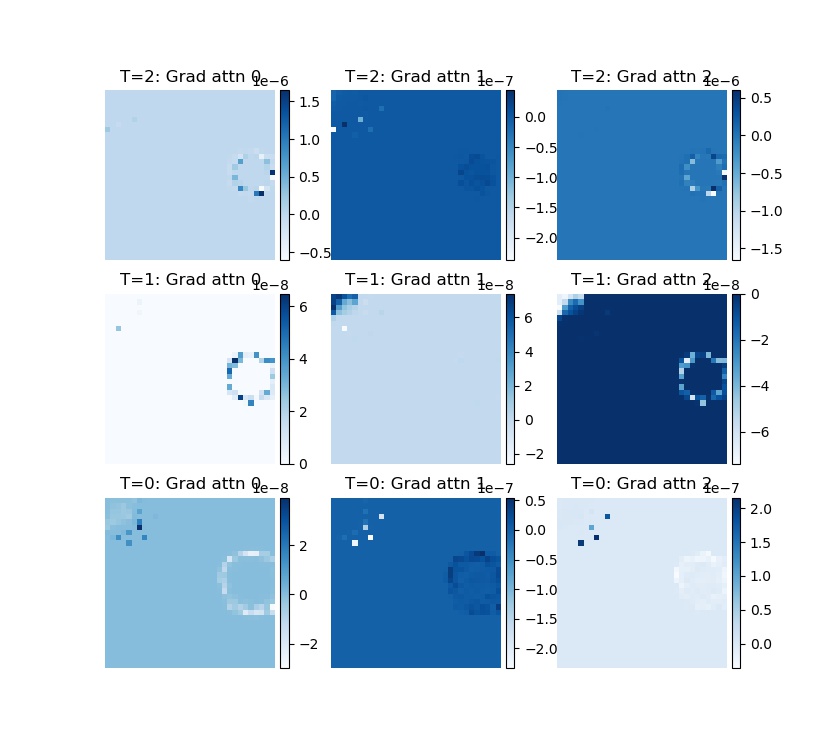 T=2: Grad attn 0
1e−6
1.5
1.0
0.5
0.0
−0.5
T=2: Grad attn 1
1e−7
0.0
−0.5
−1.0
−1.5
−2.0
T=2: Grad attn 2
1e−6
0.5
0.0
−0.5
−1.0
−1.5
T=1: Grad attn 0
1e−8
6
4
2
0
T=1: Grad attn 1
1e−8
6
4
2
0
−2
T=1: Grad attn 2
1e−8
0
−2
−4
−6
T=0: Grad attn 0
1e−8
2
0
−2
T=0: Grad attn 1
1e−7
0.5
0.0
−0.5
−1.0
−1.5
−2.0
T=0: Grad attn 2
1e−7
2.0
1.5
1.0
0.5
0.0